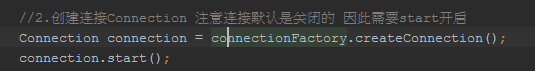 //2.创建连接Connection 注意连接默认是关闭的 因此需要start开启
Connection connection = connectionFactory.createConnection();
connection.start();